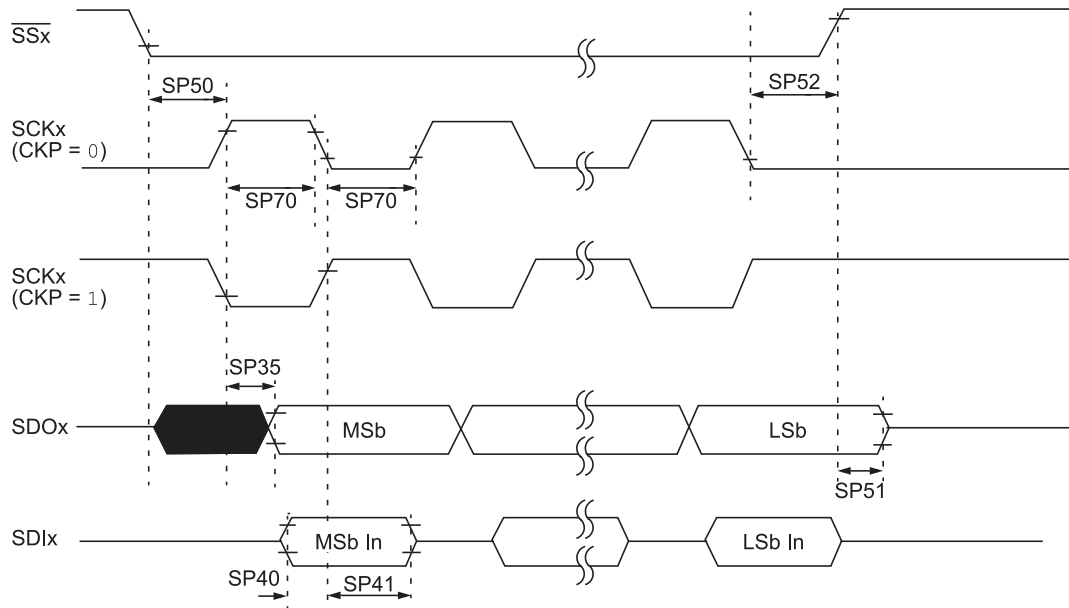 SSx
SP50
SP52
SCKx
(CKP = 0)
SP70
SP70
SCKx
(CKP = 1)
SP35
SDOx
MSb
LSb
SP51
SDIx
MSb In
LSb In
SP40
SP41